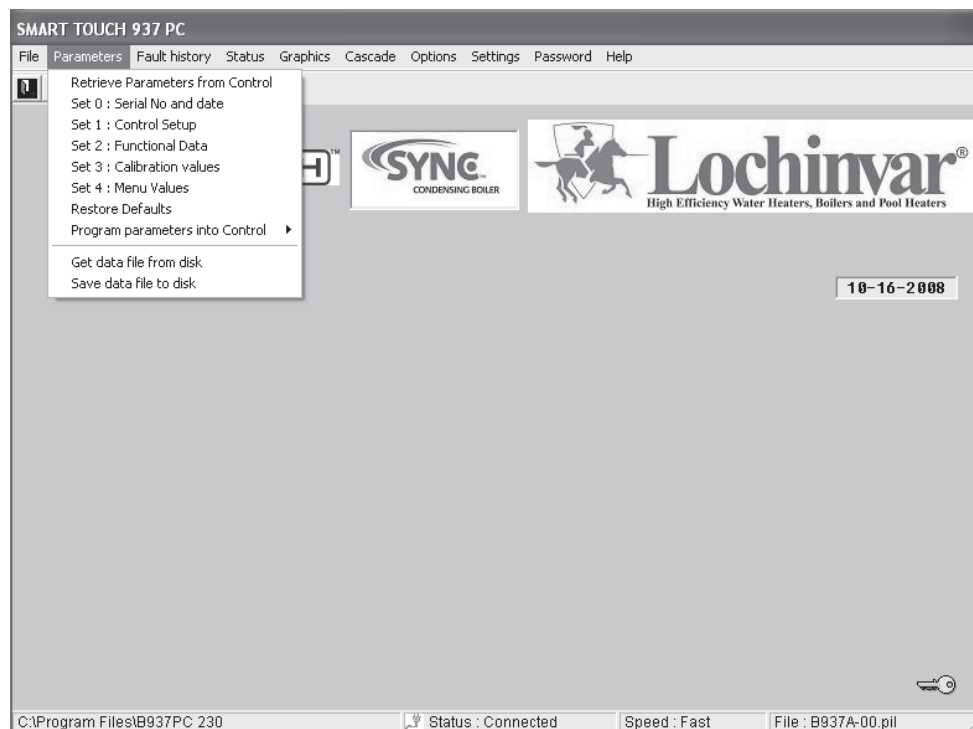 SMART TOUCH 937 PC
File Parameters Fault history Status Graphics Cascade Options Settings Password Help
Retrieve Parameters from Control
Set 0 : Serial No and date
Set 1 : Control Setup
Set 2 : Functional Data
Set 3 : Calibration values
Set 4 : Menu Values
Restore Defaults
Program parameters into Control
Get data file from disk
Save data file to disk
H™
SYNC™
CONDENSING BOILER
Lochinvar®
High Efficiency Water Heaters, Boilers and Pool Heaters
10-16-2008
C:\Program Files\B937PC 230 Status : Connected Speed : Fast File : B937A-00.pil